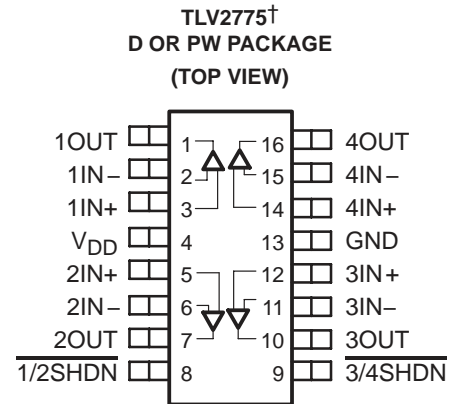 TLV2775†
D OR PW PACKAGE
(TOP VIEW)
1OUT 1 16 4OUT
1IN− 2 15 4IN−
1IN+ 3 14 4IN+
VDD 4 13 GND
2IN+ 5 12 3IN+
2IN− 6 11 3IN−
2OUT 7 10 3OUT
1/2SHDN 8 9 3/4SHDN